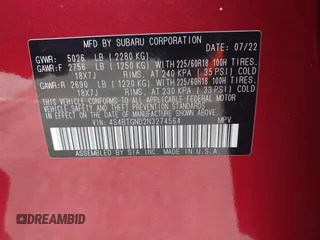 MFD BY SUBARU CORPORATION 07/22
GVWR: 5026 LB (2280 KG)
GAWR:F 2756 LB (1250 KG) WITH 225/60R18 100H TIRES,
18X7J RIMS, AT 240 KPA (35 PSI) COLD
GAWR:R 2690 LB (1220 KG) WITH 225/60R18 100H TIRES,
18X7J RIMS, AT 230 KPA (33 PSI) COLD
THIS VEHICLE CONFORMS TO ALL APPLICABLE
FEDERAL MOTOR VEHICLE SAFETY, BUMPER,
AND THEFT PREVENTION STANDARDS IN EFFECT
ON THE DATE OF MANUFACTURE SHOWN ABOVE.
VIN: 4S4BTGND2N3274564 MPV
ASSEMBLED BY SIA INC. IN U.S.A.
© AutoBidMaster